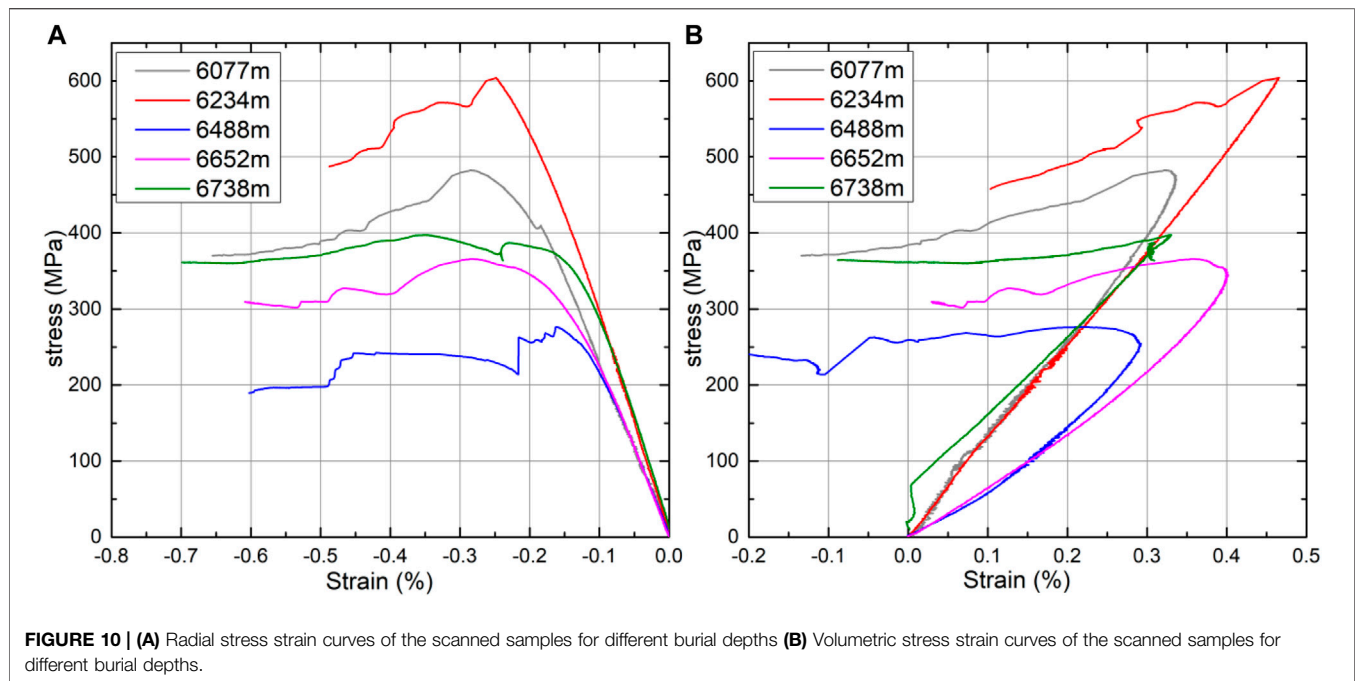 A
600
500
400
300
200
100
0
stress (MPa)
6077m
6234m
6488m
6652m
6738m
-0.8 -0.7 -0.6 -0.5 -0.4 -0.3 -0.2 -0.1 0.0
Strain (%)
B
600
500
400
300
200
100
0
stress (MPa)
6077m
6234m
6488m
6652m
6738m
-0.2 -0.1 0.0 0.1 0.2 0.3 0.4 0.5
Strain (%)
FIGURE 10 | (A) Radial stress strain curves of the scanned samples for different burial depths (B) Volumetric stress strain curves of the scanned samples for
different burial depths.